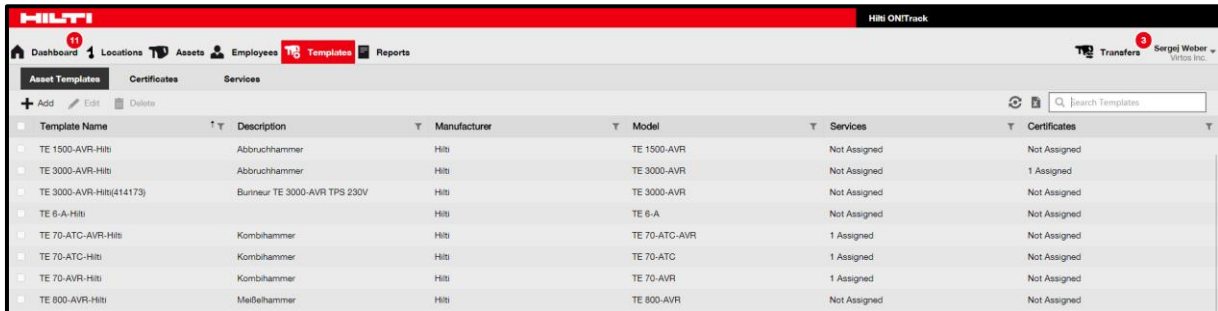 HILTI
Hilti ON!Track
11
Dashboard Locations Assets Employees Templates Reports
3
Transfers Sergej Weber
Virtos Inc.
Asset Templates Certificates Services
Add Edit Delete Search Templates
Template Name Description Manufacturer Model Services Certificates
TE 1500-AVR-Hilti Abbruchhammer Hilti TE 1500-AVR Not Assigned Not Assigned
TE 3000-AVR-Hilti Abbruchhammer Hilti TE 3000-AVR Not Assigned 1 Assigned
TE 3000-AVR-Hilti(414173) Burineur TE 3000-AVR TPS 230V Hilti TE 3000-AVR Not Assigned Not Assigned
TE 6-A-Hilti Hilti TE 6-A Not Assigned Not Assigned
TE 70-ATC-AVR-Hilti Kombihammer Hilti TE 70-ATC-AVR 1 Assigned Not Assigned
TE 70-ATC-Hilti Kombihammer Hilti TE 70-ATC 1 Assigned Not Assigned
TE 70-AVR-Hilti Kombihammer Hilti TE 70-AVR 1 Assigned Not Assigned
TE 800-AVR-Hilti Meißelhammer Hilti TE 800-AVR Not Assigned Not Assigned